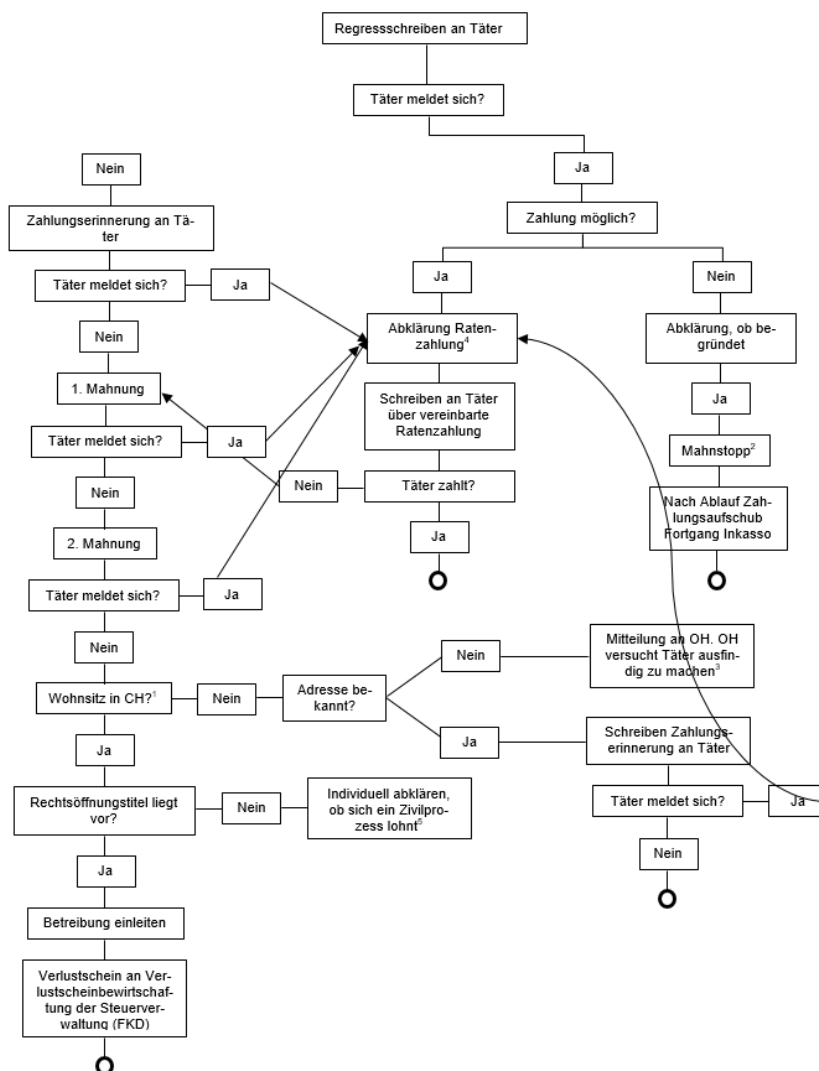 Regressschreiben an Täter
Täter meldet sich?
Nein
Ja
Zahlungserinnerung an Tä-
ter
Zahlung möglich?
Täter meldet sich?
Ja
Ja
Nein
Nein
Abklärung Raten-
zahlung4
Abklärung, ob be-
gründet
1. Mahnung
Schreiben an Täter
über vereinbarte
Ratenzahlung
Ja
Täter meldet sich?
Ja
Mahnstopp2
Nein
Nein
Täter zahlt?
Nach Ablauf Zah-
lungsaufschub
Fortgang Inkasso
2. Mahnung
Ja
Täter meldet sich?
Ja
Nein
Nein
Mitteilung an OH. OH
versucht Täter ausfin-
dig zu machen3
Wohnsitz in CH?1
Nein
Adresse be-
kannt?
Ja
Ja
Schreiben Zahlungs-
erinnerung an Täter
Rechtsöffnungstitel liegt
vor?
Nein
Individuell abklären,
ob sich ein Zivilpro-
zess lohnt5
Täter meldet sich?
Ja
Ja
Nein
Betreibung einleiten
Verlustschein an Ver-
lustscheinbewirtschaf-
tung der Steuerver-
waltung (FKD)